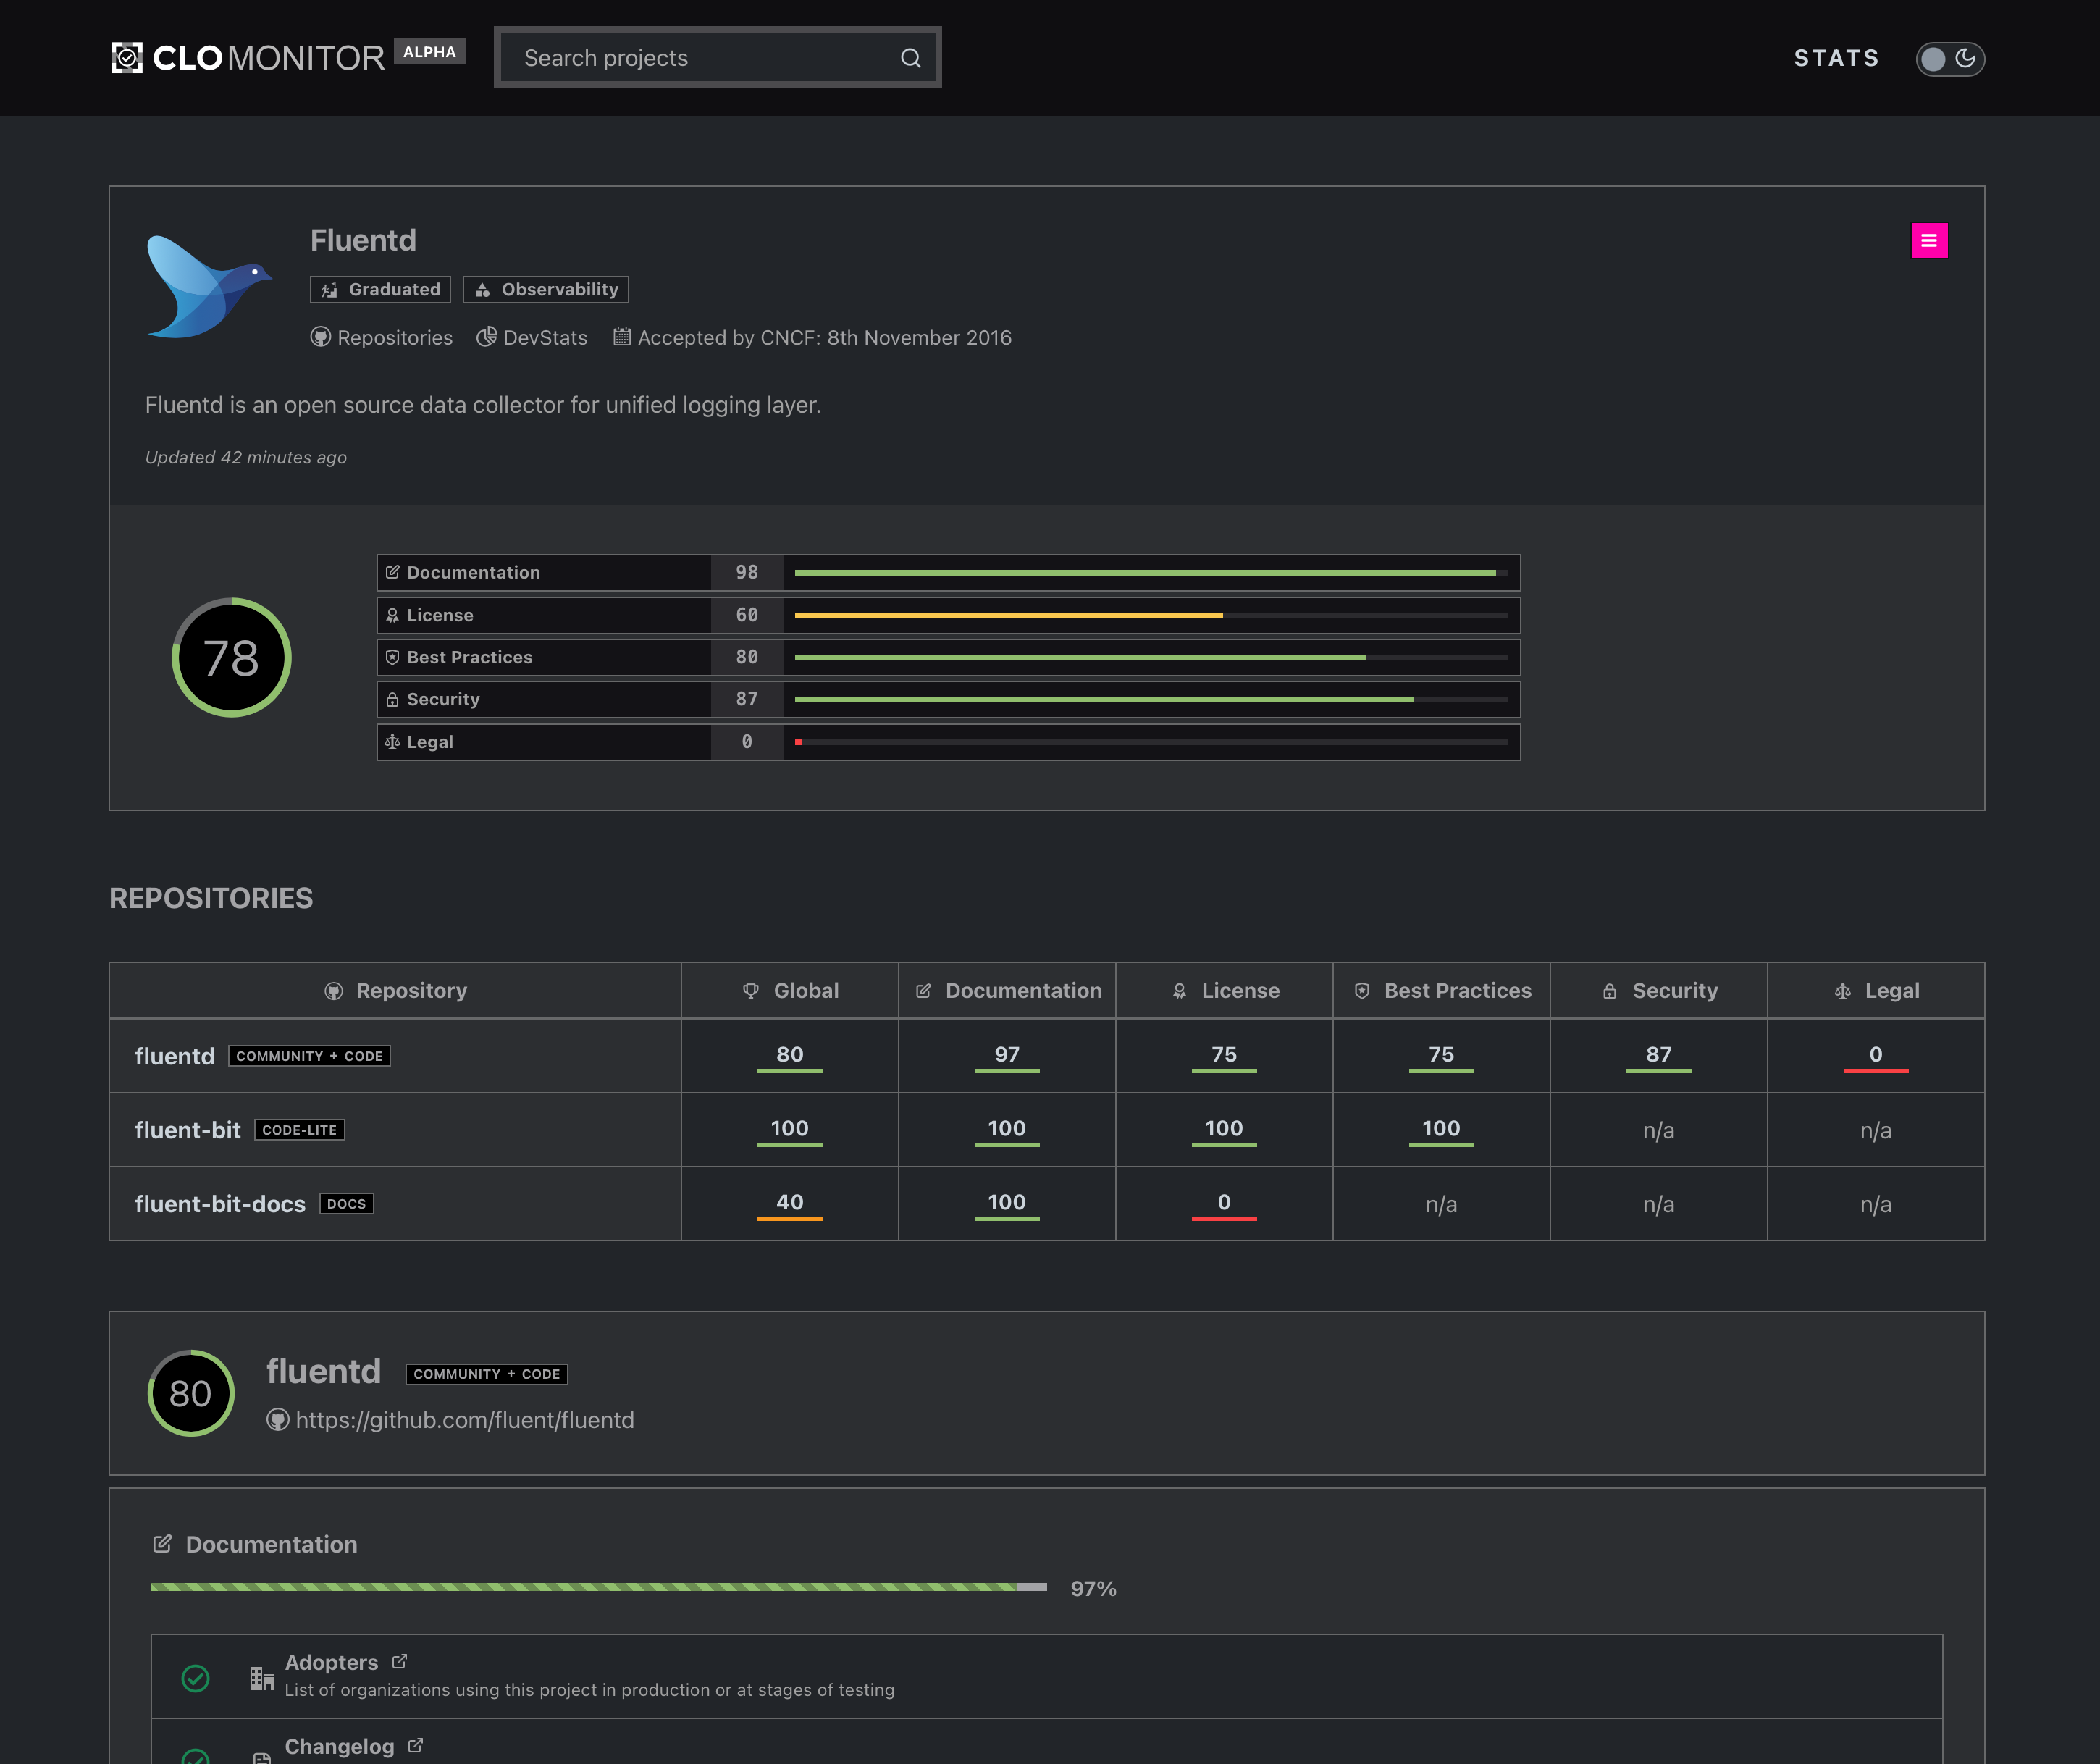 CLOMONITOR ALPHA Search projects STATS
Fluentd
Graduated Observability
Repositories DevStats Accepted by CNCF: 8th November 2016
Fluentd is an open source data collector for unified logging layer.
Updated 42 minutes ago
78
Documentation 98
License 60
Best Practices 80
Security 87
Legal 0
REPOSITORIES
Repository Global Documentation License Best Practices Security Legal
fluentd COMMUNITY + CODE 80 97 75 75 87 0
fluent-bit CODE-LITE 100 100 100 100 n/a n/a
fluent-bit-docs DOCS 40 100 0 n/a n/a n/a
80
fluentd COMMUNITY + CODE
https://github.com/fluent/fluentd
Documentation
97%
Adopters
List of organizations using this project in production or at stages of testing
Changelog